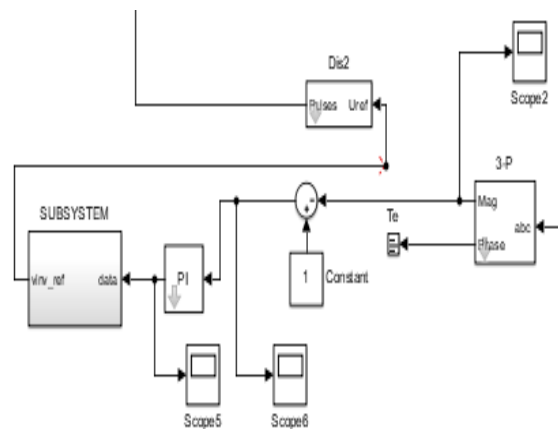 Dis2
Pulses Uref
Scope2
3-P
Mag
abc
Phase
SUBSYSTEM
vinv_ref data
PI
+
-
Te
1 Constant
Scope5
Scope6